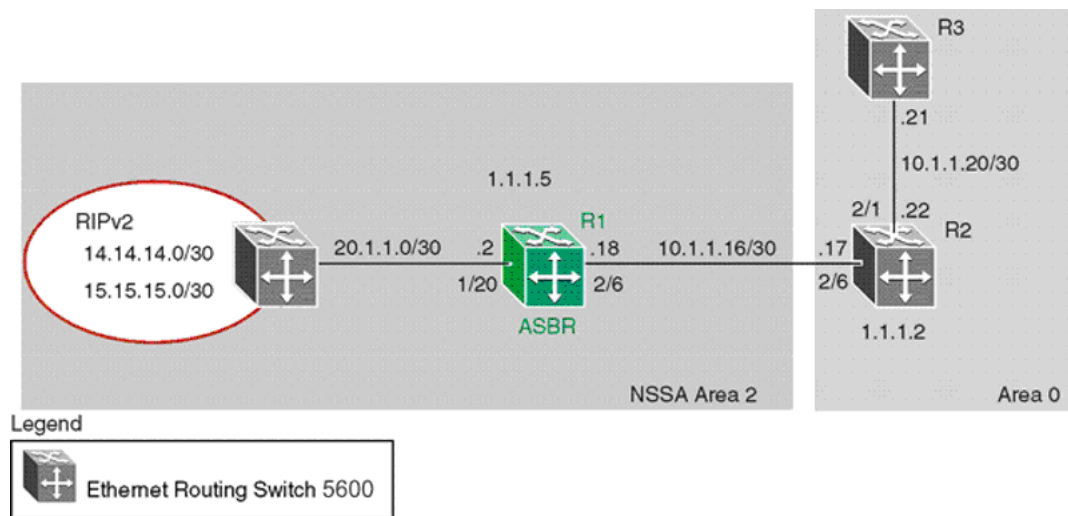 R3
.21
10.1.1.20/30
1.1.1.5
RIPv2
14.14.14.0/30
15.15.15.0/30
20.1.1.0/30
.2
1/20
R1
.18
2/6
ASBR
10.1.1.16/30
2/1
.22
R2
.17
2/6
1.1.1.2
NSSA Area 2
Area 0
Legend
Ethernet Routing Switch 5600